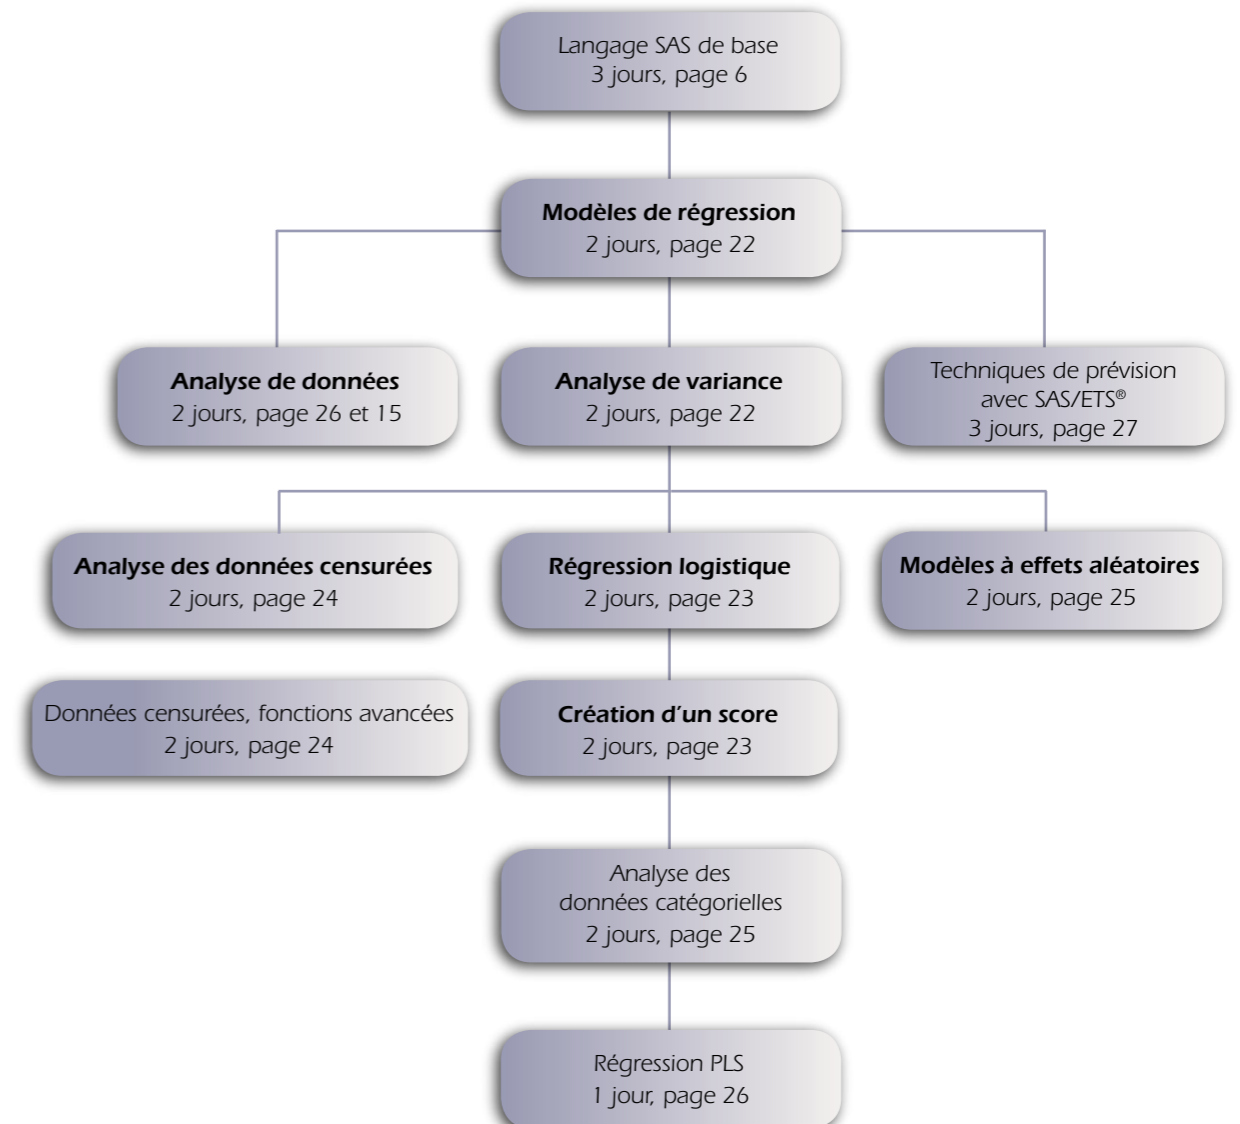 Langage SAS de base
3 jours, page 6
Modèles de régression
2 jours, page 22
Analyse de données
2 jours, page 26 et 15
Analyse de variance
2 jours, page 22
Techniques de prévision
avec SAS/ETS®
3 jours, page 27
Analyse des données censurées
2 jours, page 24
Régression logistique
2 jours, page 23
Modèles à effets aléatoires
2 jours, page 25
Données censurées, fonctions avancées
2 jours, page 24
Création d'un score
2 jours, page 23
Analyse des
données catégorielles
2 jours, page 25
Régression PLS
1 jour, page 26